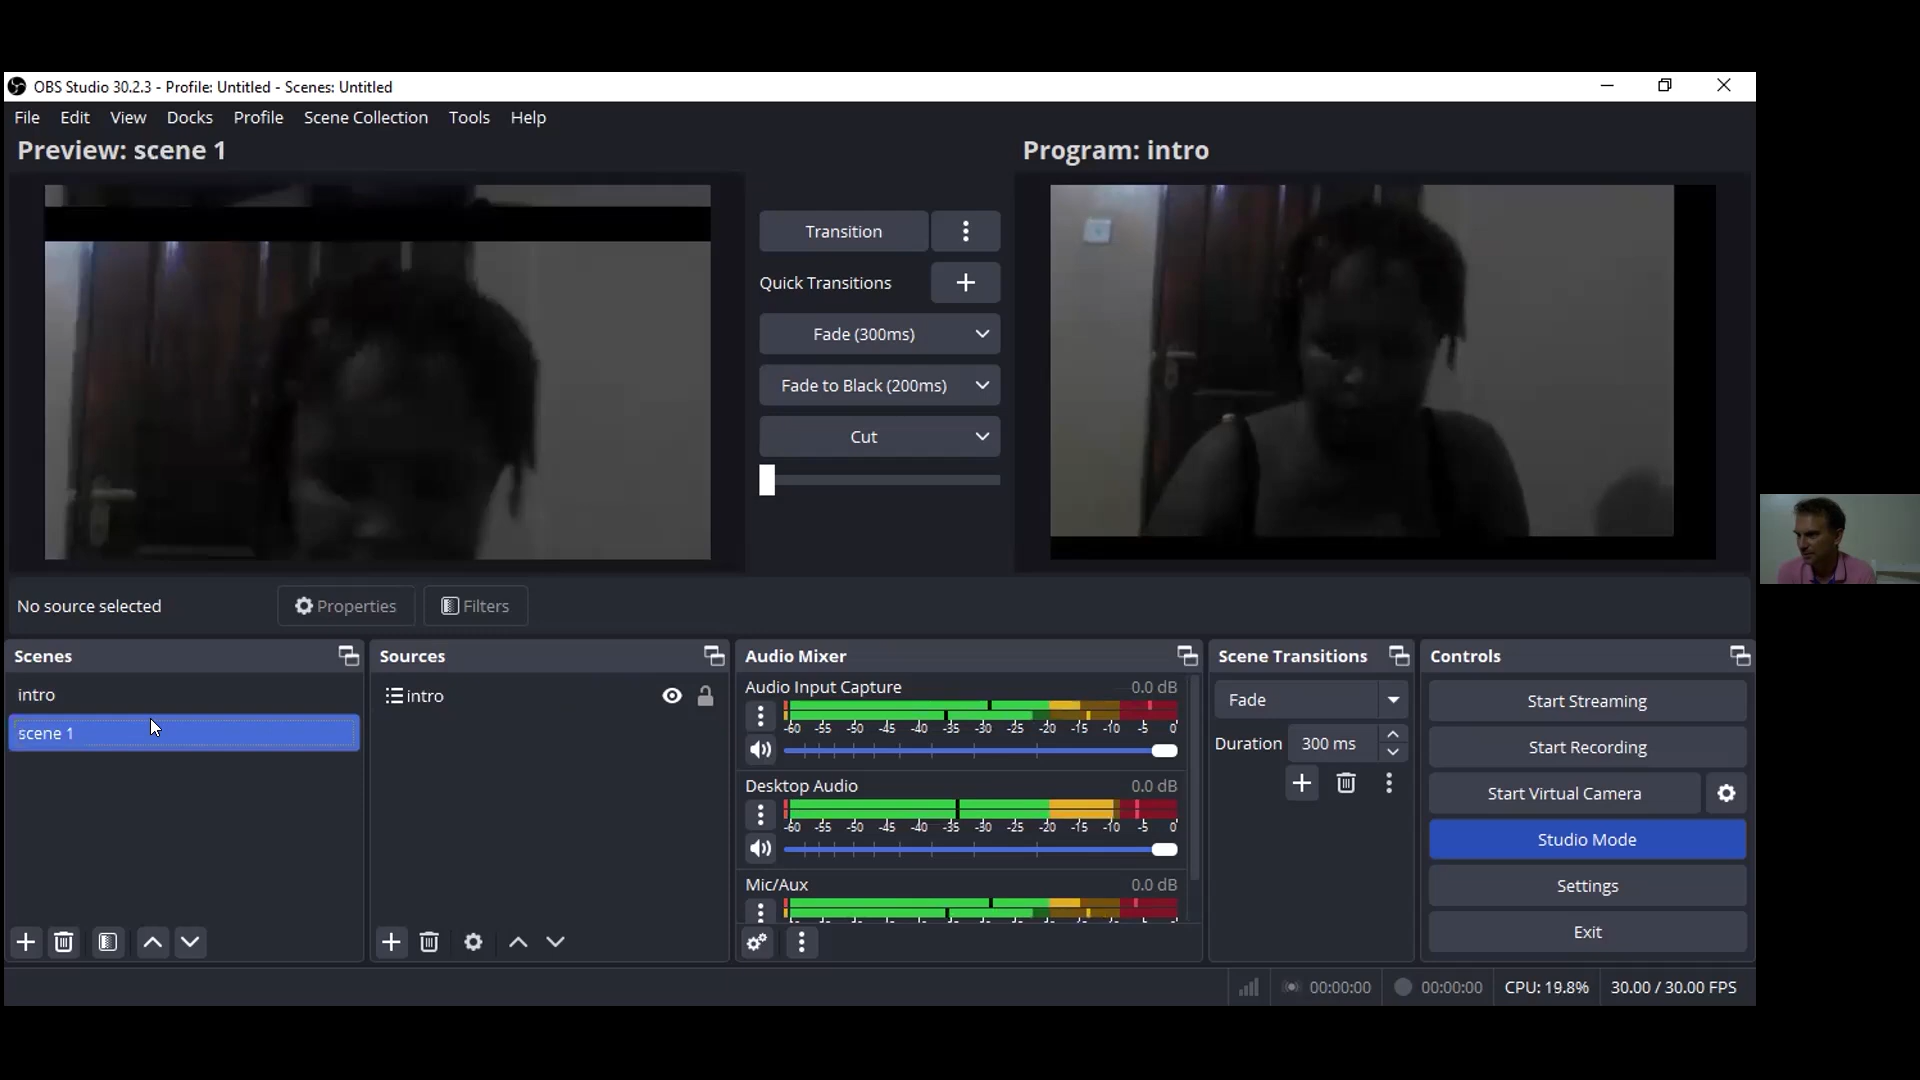 OBS Studio 30.2.3 - Profile: Untitled - Scenes: Untitled
File Edit View Docks Profile Scene Collection Tools Help
Preview: scene 1
Program: intro
Transition
Quick Transitions
Fade (300ms)
Fade to Black (200ms)
Cut
No source selected
Properties
Filters
Scenes
intro
scene 1
Sources
intro
Audio Mixer
Audio Input Capture 0.0 dB
-60 -55 -50 -45 -40 -35 -30 -25 -20 -15 -10 -5 0
Desktop Audio 0.0 dB
-60 -55 -50 -45 -40 -35 -30 -25 -20 -15 -10 -5 0
Mic/Aux 0.0 dB
Scene Transitions
Fade
Duration 300 ms
Controls
Start Streaming
Start Recording
Start Virtual Camera
Studio Mode
Settings
Exit
00:00:00 00:00:00 CPU: 19.8% 30.00 / 30.00 FPS